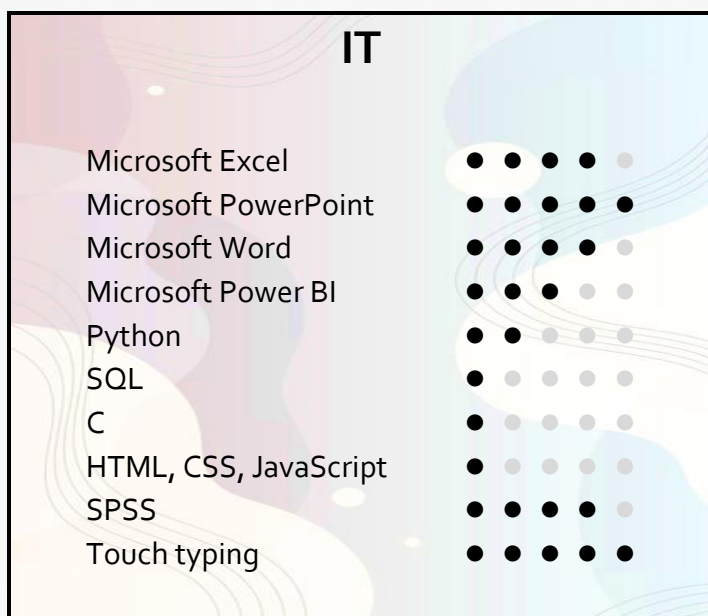 IT
Microsoft Excel
Microsoft PowerPoint
Microsoft Word
Microsoft Power BI
Python
SQL
C
HTML, CSS, JavaScript
SPSS
Touch typing